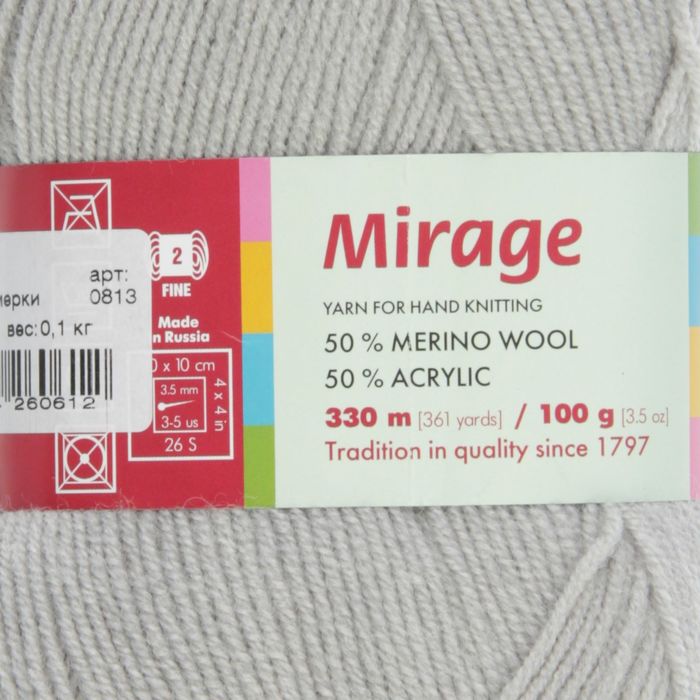 Mirage
YARN FOR HAND KNITTING
50 % MERINO WOOL
50 % ACRYLIC
330 m [361 yards] / 100 g [3.5 oz]
Tradition in quality since 1797
2
FINE
Made
in Russia
x 10 cm
4 x 4 in
3.5 mm
3-5 us
26 S
арт:
0813
вес:0,1 кг
260612